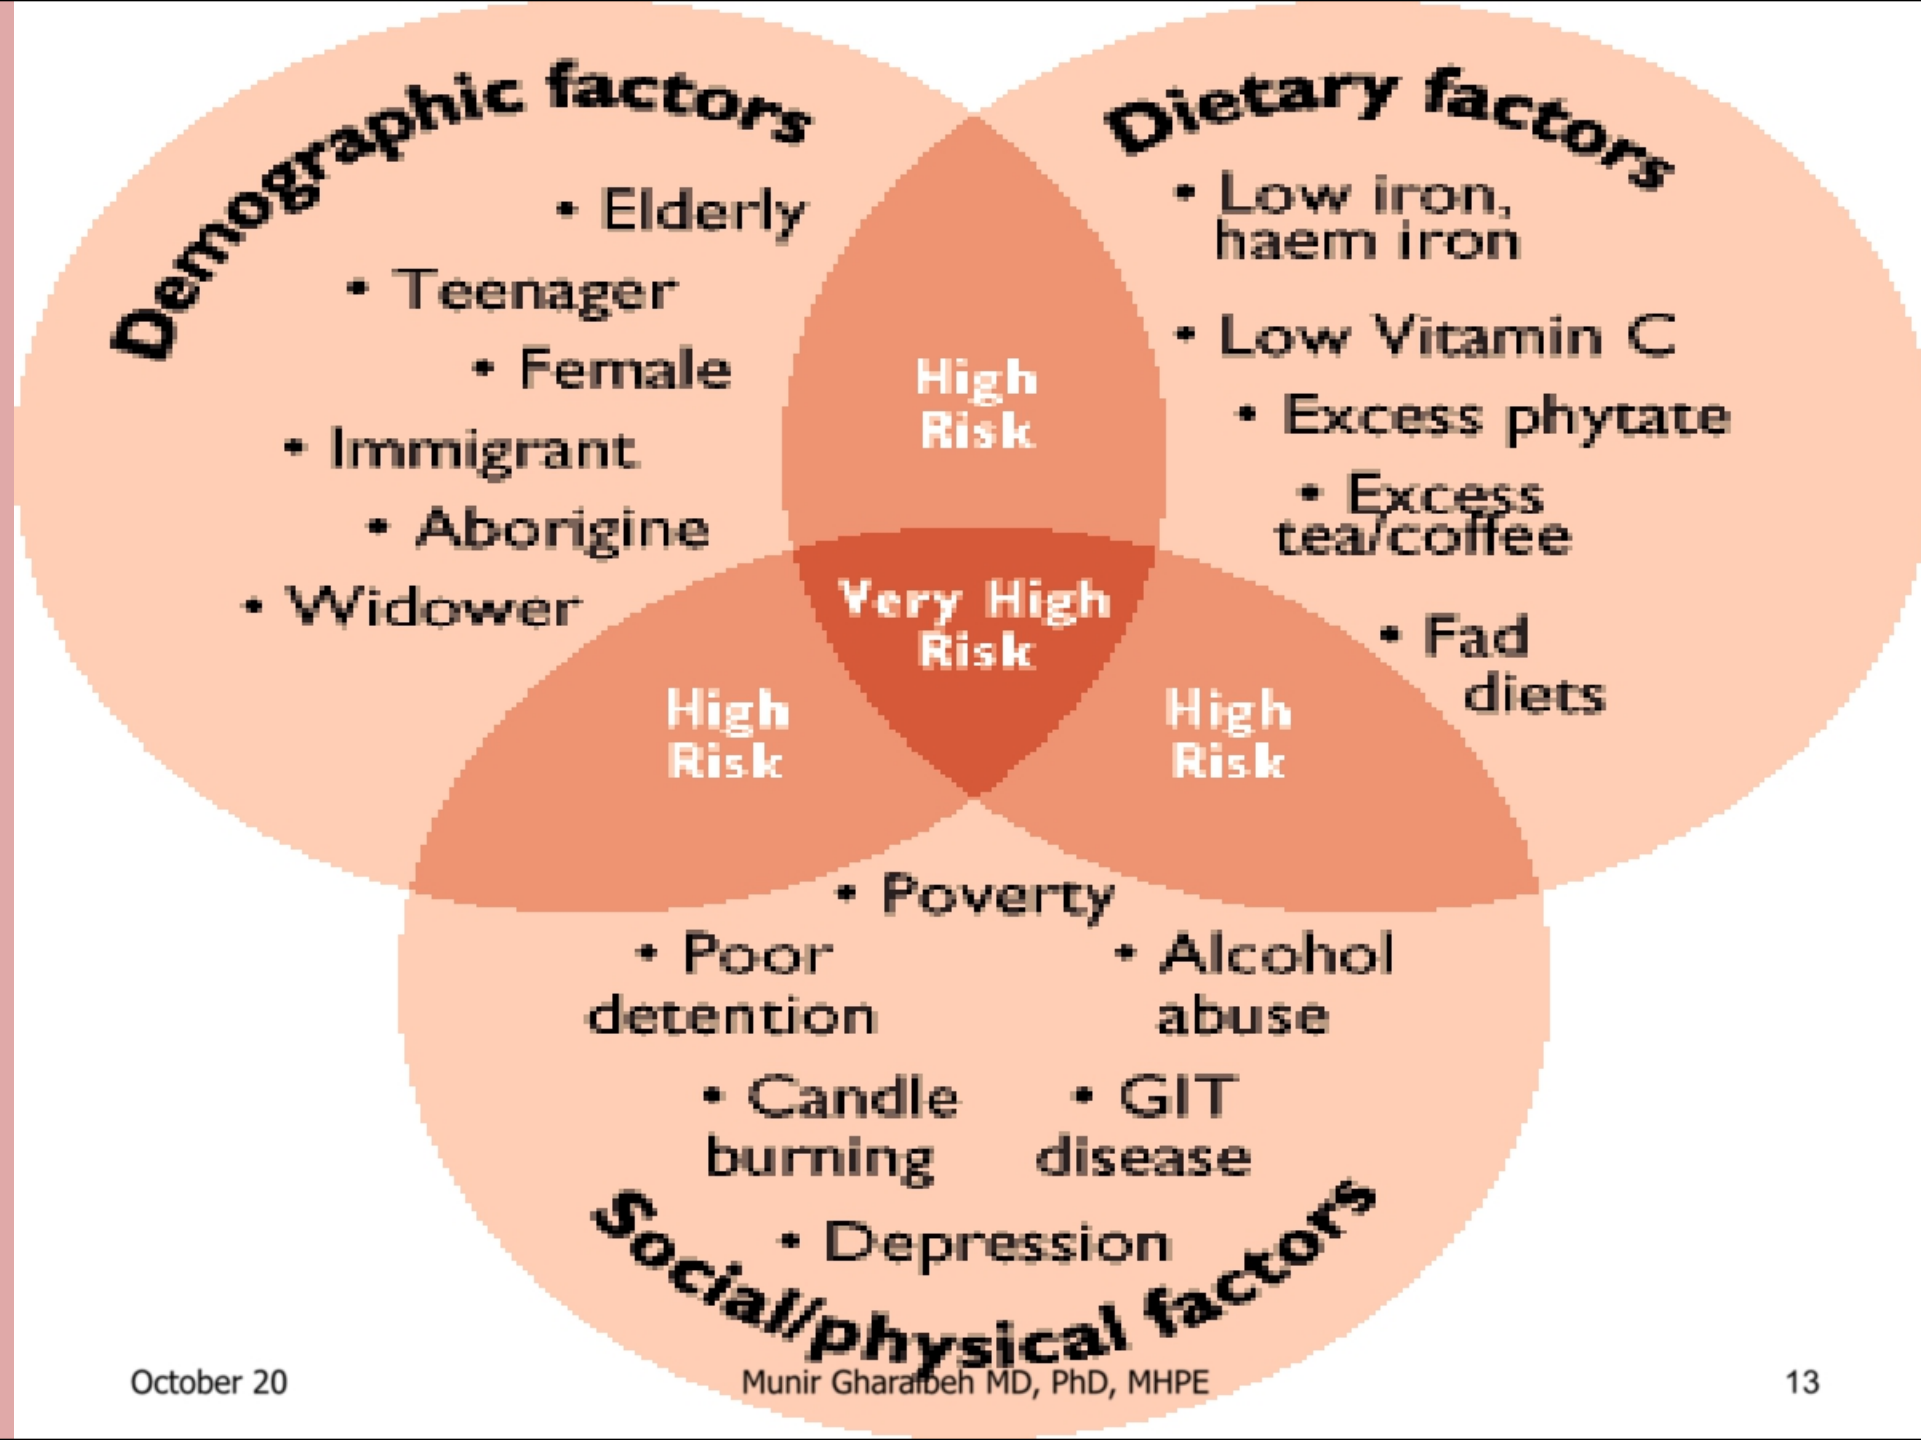 Demographic factors
• Elderly
• Teenager
• Female
• Immigrant
• Aborigine
• Widower
Dietary factors
• Low iron,
haem iron
• Low Vitamin C
• Excess phytate
• Excess
tea/coffee
• Fad
diets
High
Risk
Very High
Risk
High
Risk
High
Risk
• Poverty
• Poor
detention
• Alcohol
abuse
• Candle
burning
• GIT
disease
• Depression
Social/physical factors
October 20
Munir Gharaibeh MD, PhD, MHPE
13